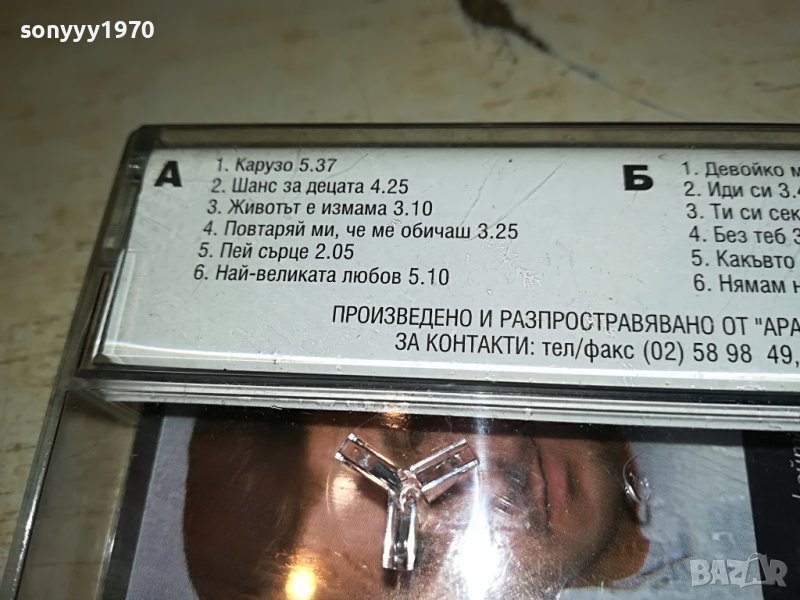 sonyyy1970
А
1. Карузо 5.37
2. Шанс за децата 4.25
3. Животът е измама 3.10
4. Повтаряй ми, че ме обичаш 3.25
5. Пей сърце 2.05
6. Най-великата любов 5.10
Б
1. Девойко
2. Иди си
3. Ти си
4. Без теб
5. Какъвто
6. Нямам
ПРОИЗВЕДЕНО И РАЗПРОСТРАВЯВАНО ОТ
ЗА КОНТАКТИ: тел/факс (02) 58 98 49,
BAZAR